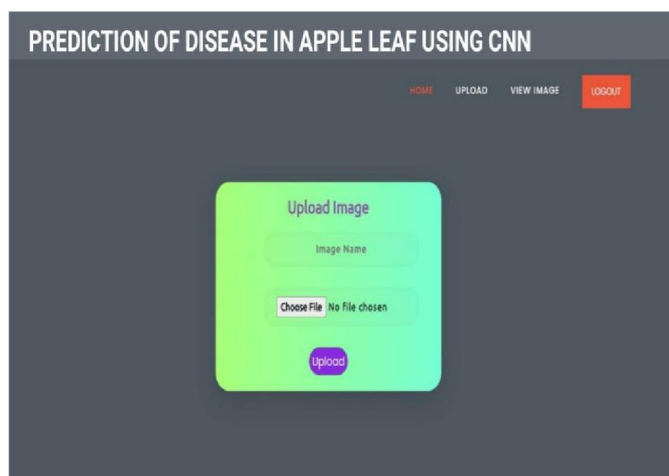 PREDICTION OF DISEASE IN APPLE LEAF USING CNN
HOME UPLOAD VIEW IMAGE LOGOUT
Upload Image
Image Name
Choose File No file chosen
Upload